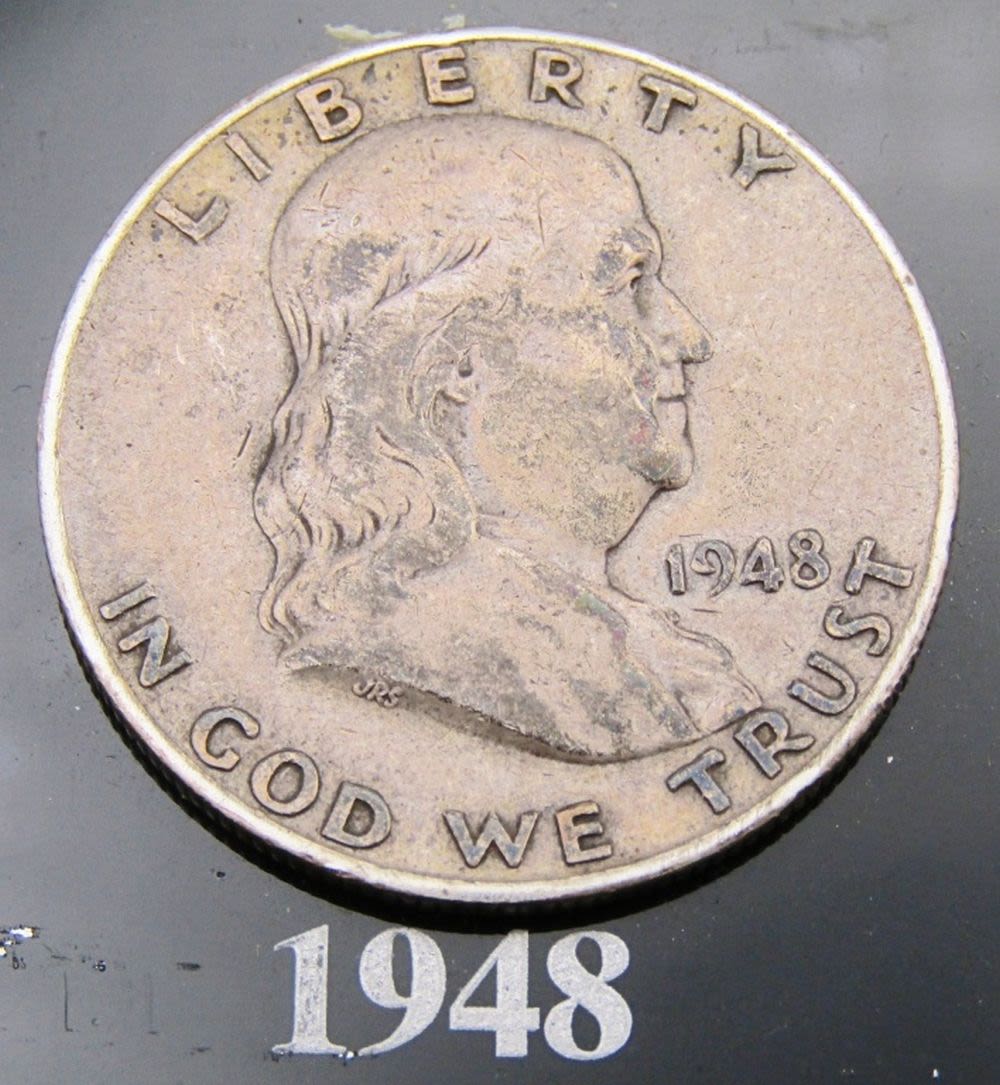 LIBERTY
1948
JRS
IN GOD WE TRUST
1948